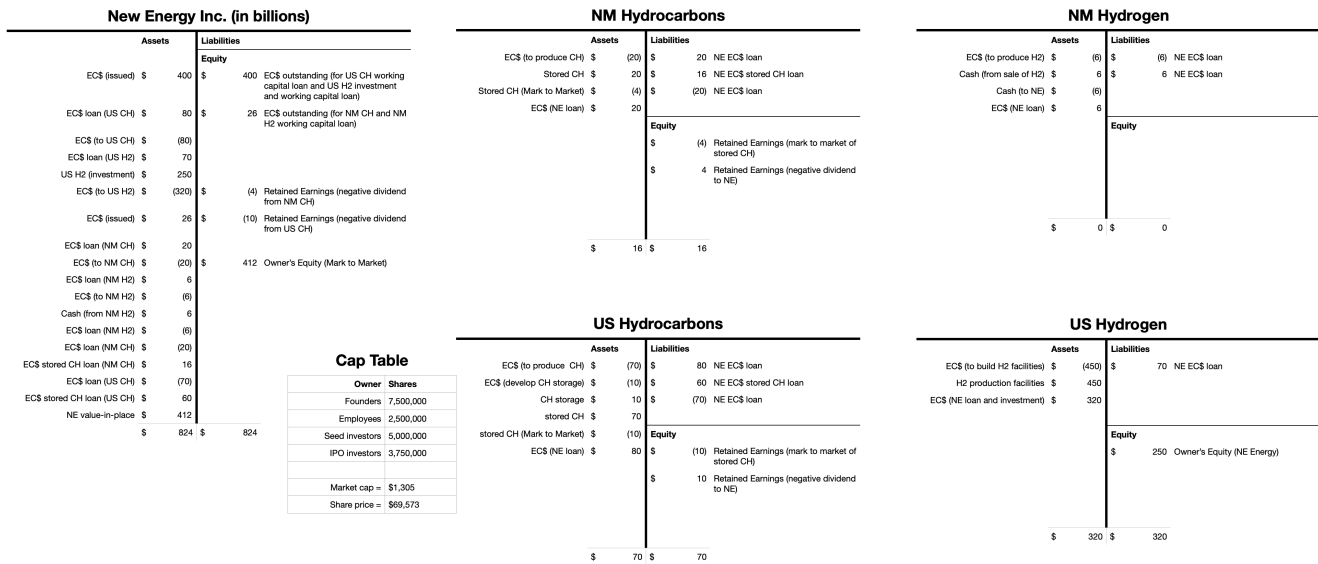 New Energy Inc. (in billions)
Assets Liabilities
Equity
EC$ (issued) $ 400 $ 400 EC$ outstanding (for US CH working
capital loan and US H2 investment
and working capital loan)
EC$ loan (US CH) $ 80 $ 26 EC$ outstanding (for NM CH and NM
H2 working capital loan)
EC$ (to US CH) $ (80)
EC$ loan (US H2) $ 70
US H2 (investment) $ 250
EC$ (to US H2) $ (320) $ (4) Retained Earnings (negative dividend
from NM CH)
EC$ (issued) $ 26 $ (10) Retained Earnings (negative dividend
from US CH)
EC$ loan (NM CH) $ 20
EC$ (to NM CH) $ (20) $ 412 Owner's Equity (Mark to Market)
EC$ loan (NM H2) $ 6
EC$ (to NM H2) $ (6)
Cash (from NM H2) $ 6
EC$ loan (NM H2) $ (6)
EC$ loan (NM CH) $ (20)
EC$ stored CH loan (NM CH) $ 16
EC$ loan (US CH) $ (70)
EC$ stored CH loan (US CH) $ 60
NE value-in-place $ 412
$ 824 $ 824
Cap Table
Owner Shares
Founders 7,500,000
Employees 2,500,000
Seed investors 5,000,000
IPO investors 3,750,000
Market cap = $1,305
Share price = $69,573
NM Hydrocarbons
Assets Liabilities
EC$ (to produce CH) $ (20) $ 20 NE EC$ loan
Stored CH $ 20 $ 16 NE EC$ stored CH loan
Stored CH (Mark to Market) $ (4) $ (20) NE EC$ loan
EC$ (NE loan) $ 20
Equity
$ (4) Retained Earnings (mark to market of
stored CH)
$ 4 Retained Earnings (negative dividend
to NE)
$ 16 $ 16
NM Hydrogen
Assets Liabilities
EC$ (to produce H2) $ (6) $ (6) NE EC$ loan
Cash (from sale of H2) $ 6 $ 6 NE EC$ loan
Cash (to NE) $ (6)
EC$ (NE loan) $ 6
Equity
$ 0 $ 0
US Hydrocarbons
Assets Liabilities
EC$ (to produce CH) $ (70) $ 80 NE EC$ loan
EC$ (develop CH storage) $ (10) $ 60 NE EC$ stored CH loan
CH storage $ 10 $ (70) NE EC$ loan
stored CH $ 70
stored CH (Mark to Market) $ (10) Equity
EC$ (NE loan) $ 80 $ (10) Retained Earnings (mark to market of
stored CH)
$ 10 Retained Earnings (negative dividend
to NE)
$ 70 $ 70
US Hydrogen
Assets Liabilities
EC$ (to build H2 facilities) $ (450) $ 70 NE EC$ loan
H2 production facilities $ 450
EC$ (NE loan and investment) $ 320
Equity
$ 250 Owner's Equity (NE Energy)
$ 320 $ 320